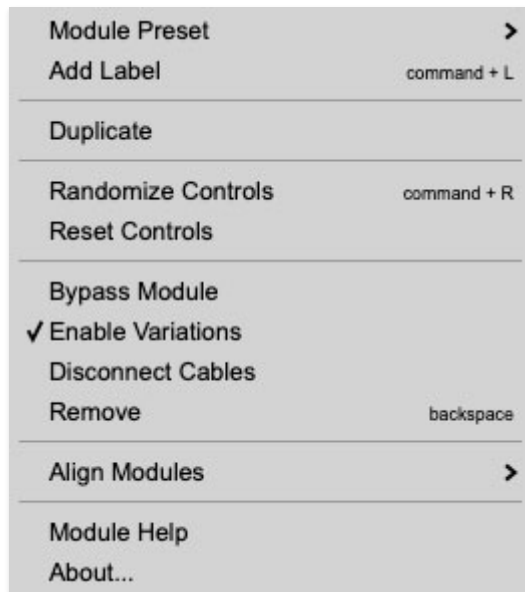 Module Preset
Add Label command + L
Duplicate
Randomize Controls command + R
Reset Controls
Bypass Module
Enable Variations
Disconnect Cables
Remove backspace
Align Modules
Module Help
About...